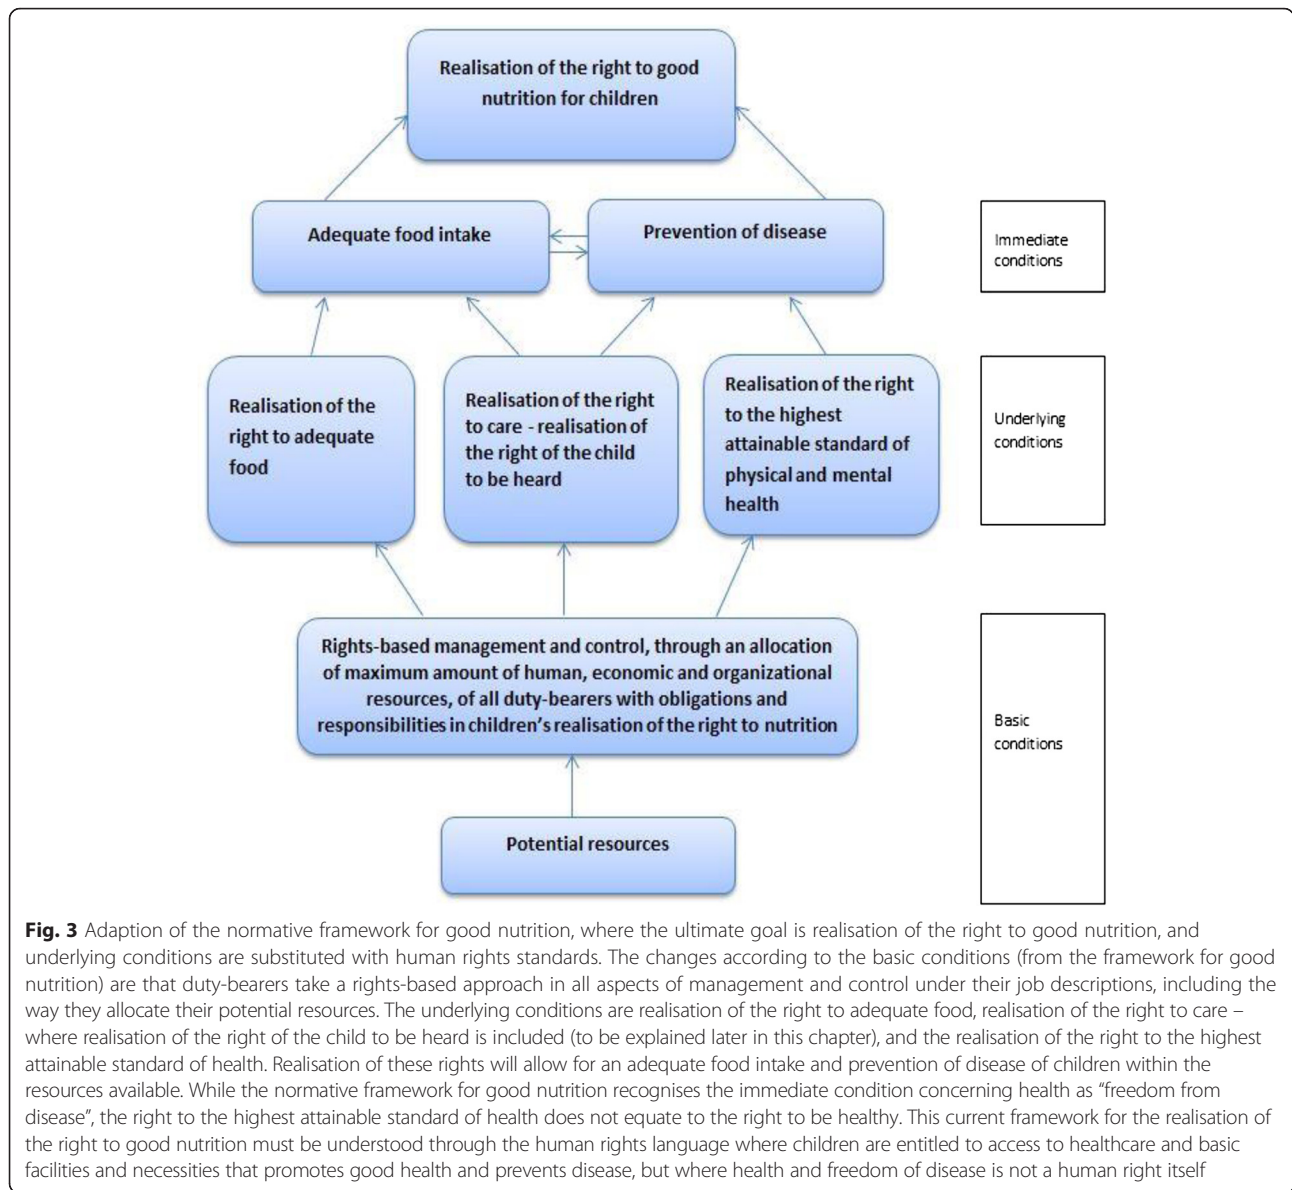 Realisation of the right to good
nutrition for children
Adequate food intake
Prevention of disease
Immediate
conditions
Realisation of the
right to adequate
food
Realisation of the right
to care - realisation of
the right of the child
to be heard
Realisation of the right
to the highest
attainable standard of
physical and mental
health
Underlying
conditions
Rights-based management and control, through an allocation
of maximum amount of human, economic and organizational
resources, of all duty-bearers with obligations and
responsibilities in children's realisation of the right to nutrition
Basic
conditions
Potential resources
Fig. 3 Adaption of the normative framework for good nutrition, where the ultimate goal is realisation of the right to good nutrition, and
underlying conditions are substituted with human rights standards. The changes according to the basic conditions (from the framework for good
nutrition) are that duty-bearers take a rights-based approach in all aspects of management and control under their job descriptions, including the
way they allocate their potential resources. The underlying conditions are realisation of the right to adequate food, realisation of the right to care –
where realisation of the right of the child to be heard is included (to be explained later in this chapter), and the realisation of the right to the highest
attainable standard of health. Realisation of these rights will allow for an adequate food intake and prevention of disease of children within the
resources available. While the normative framework for good nutrition recognises the immediate condition concerning health as “freedom from
disease”, the right to the highest attainable standard of health does not equate to the right to be healthy. This current framework for the realisation of
the right to good nutrition must be understood through the human rights language where children are entitled to access to healthcare and basic
facilities and necessities that promotes good health and prevents disease, but where health and freedom of disease is not a human right itself